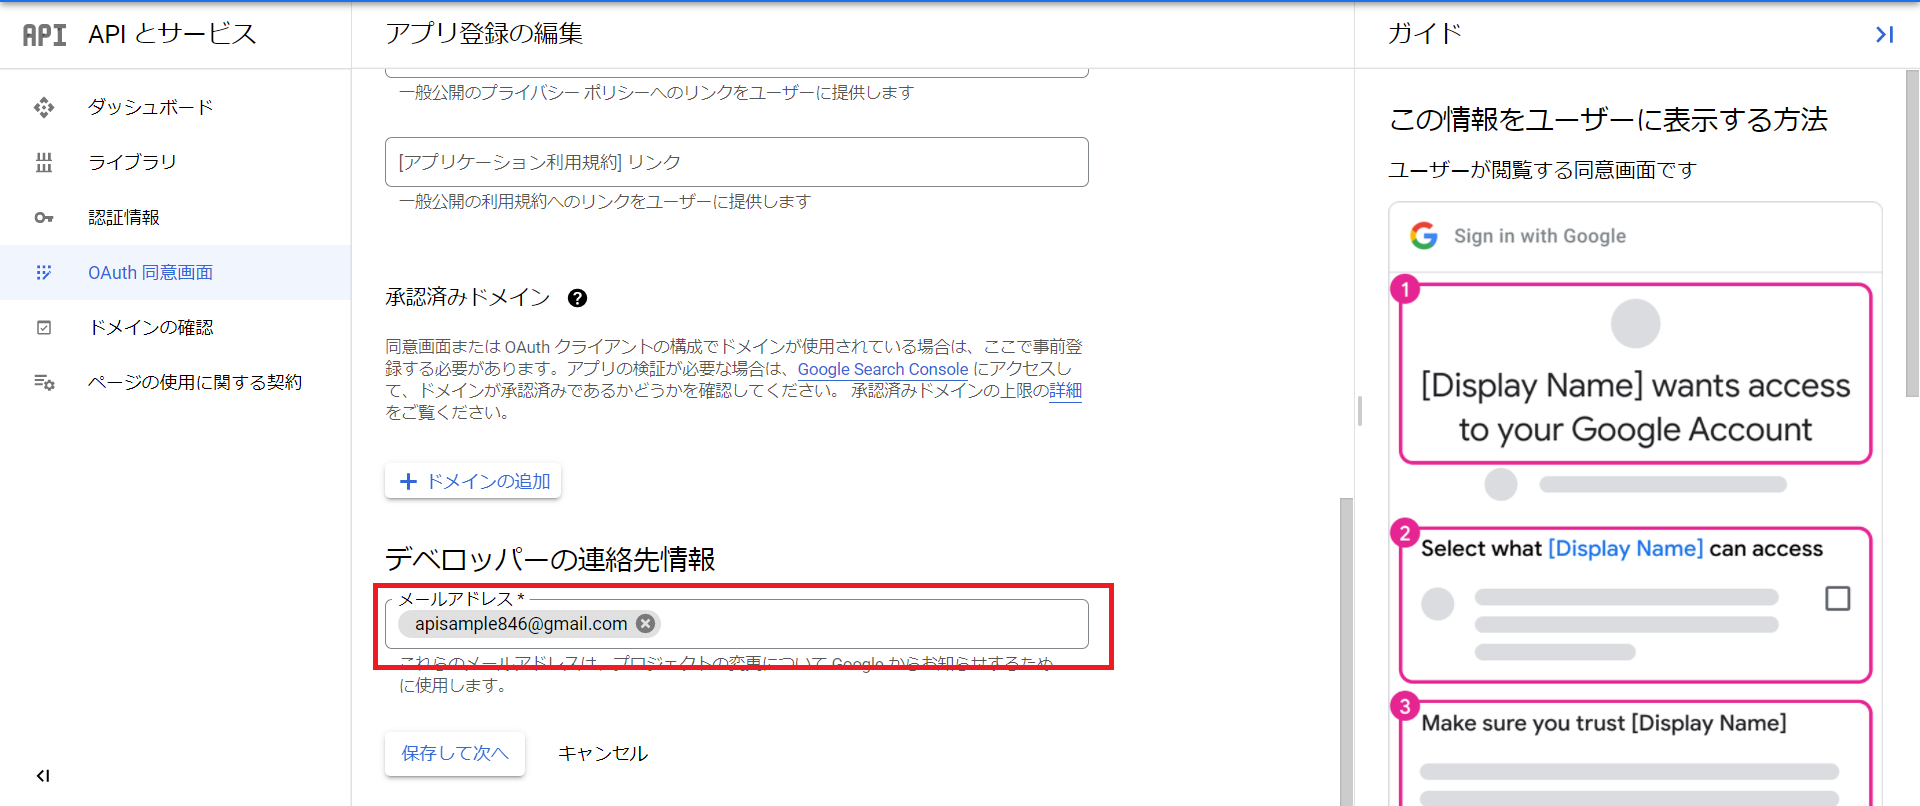 API API とサービス
ダッシュボード
ライブラリ
認証情報
OAuth 同意画面
ドメインの確認
ページの使用に関する契約
アプリ登録の編集
一般公開のプライバシー ポリシーへのリンクをユーザーに提供します
[アプリケーション利用規約] リンク
一般公開の利用規約へのリンクをユーザーに提供します
承認済みドメイン
同意画面または OAuth クライアントの構成でドメインが使用されている場合は、ここで事前登
録する必要があります。アプリの検証が必要な場合は、Google Search Console にアクセスし
て、ドメインが承認済みであるかどうかを確認してください。 承認済みドメインの上限の詳細
をご覧ください。
ドメインの追加
デベロッパーの連絡先情報
メールアドレス *
apisample846@gmail.com
これらのメールアドレスは、プロジェクトの変更について Google からお知らせするため
に使用します。
保存して次へ キャンセル
ガイド
この情報をユーザーに表示する方法
ユーザーが閲覧する同意画面です
Sign in with Google
1
[Display Name] wants access
to your Google Account
2
Select what [Display Name] can access
3
Make sure you trust [Display Name]